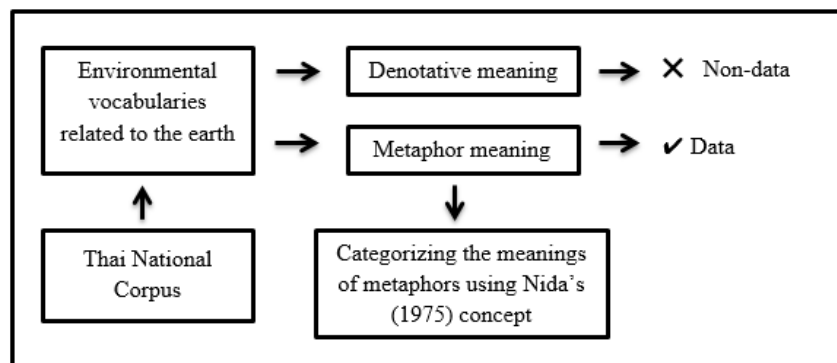 Environmental
vocabularies
related to the earth
Denotative meaning
✕ Non-data
Metaphor meaning
✔ Data
Thai National
Corpus
Categorizing the meanings
of metaphors using Nida’s
(1975) concept